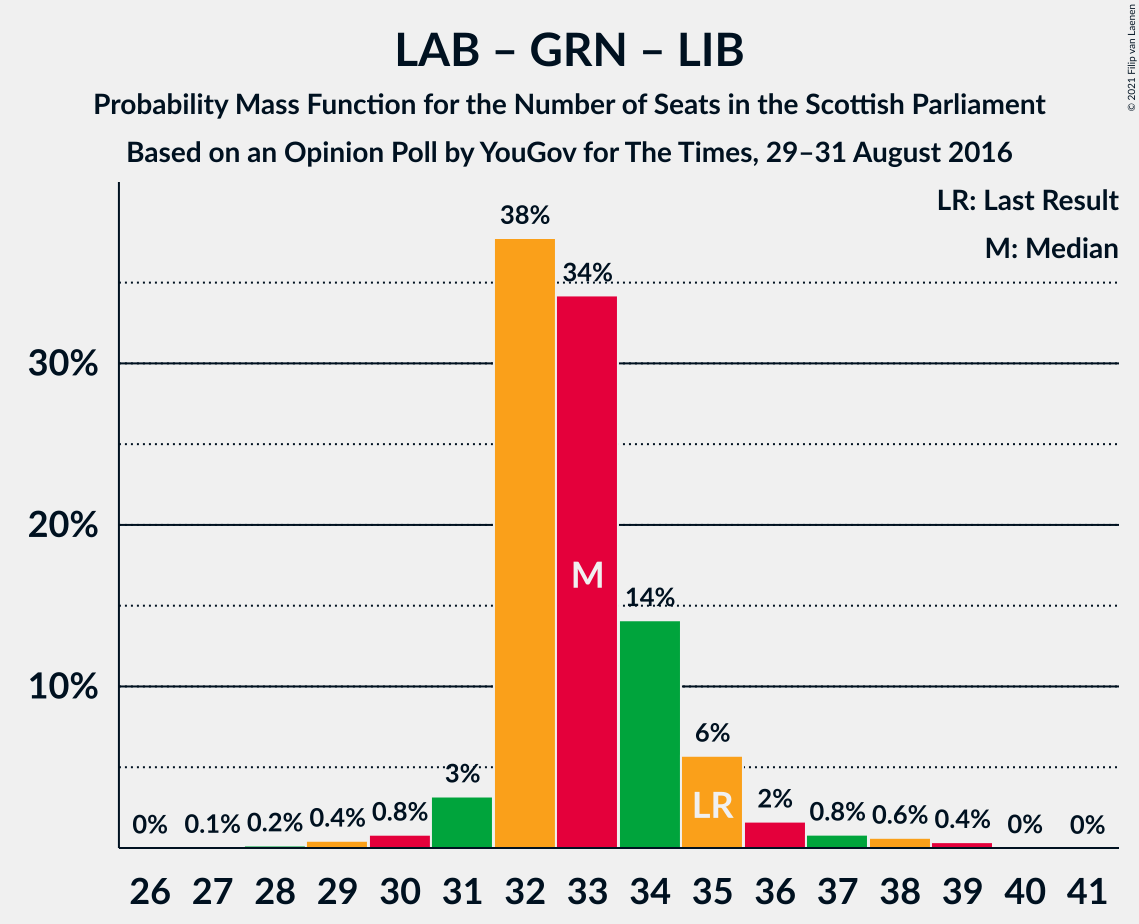 LAB – GRN – LIB
Probability Mass Function for the Number of Seats in the Scottish Parliament
Based on an Opinion Poll by YouGov for The Times, 29–31 August 2016
© 2021 Filip van Laenen
LR: Last Result
M: Median
38%
34%
30%
20%
M
14%
10%
6%
3%
LR
2%
0% 0.1% 0.2% 0.4% 0.8% 0.8% 0.6% 0.4% 0% 0%
26 27 28 29 30 31 32 33 34 35 36 37 38 39 40 41